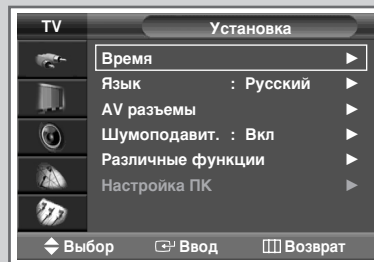 TV
Установка
Время
Язык : Русский
AV разъемы
Шумоподавит. : Вкл
Различные функции
Настройка ПК
Выбор Ввод Возврат